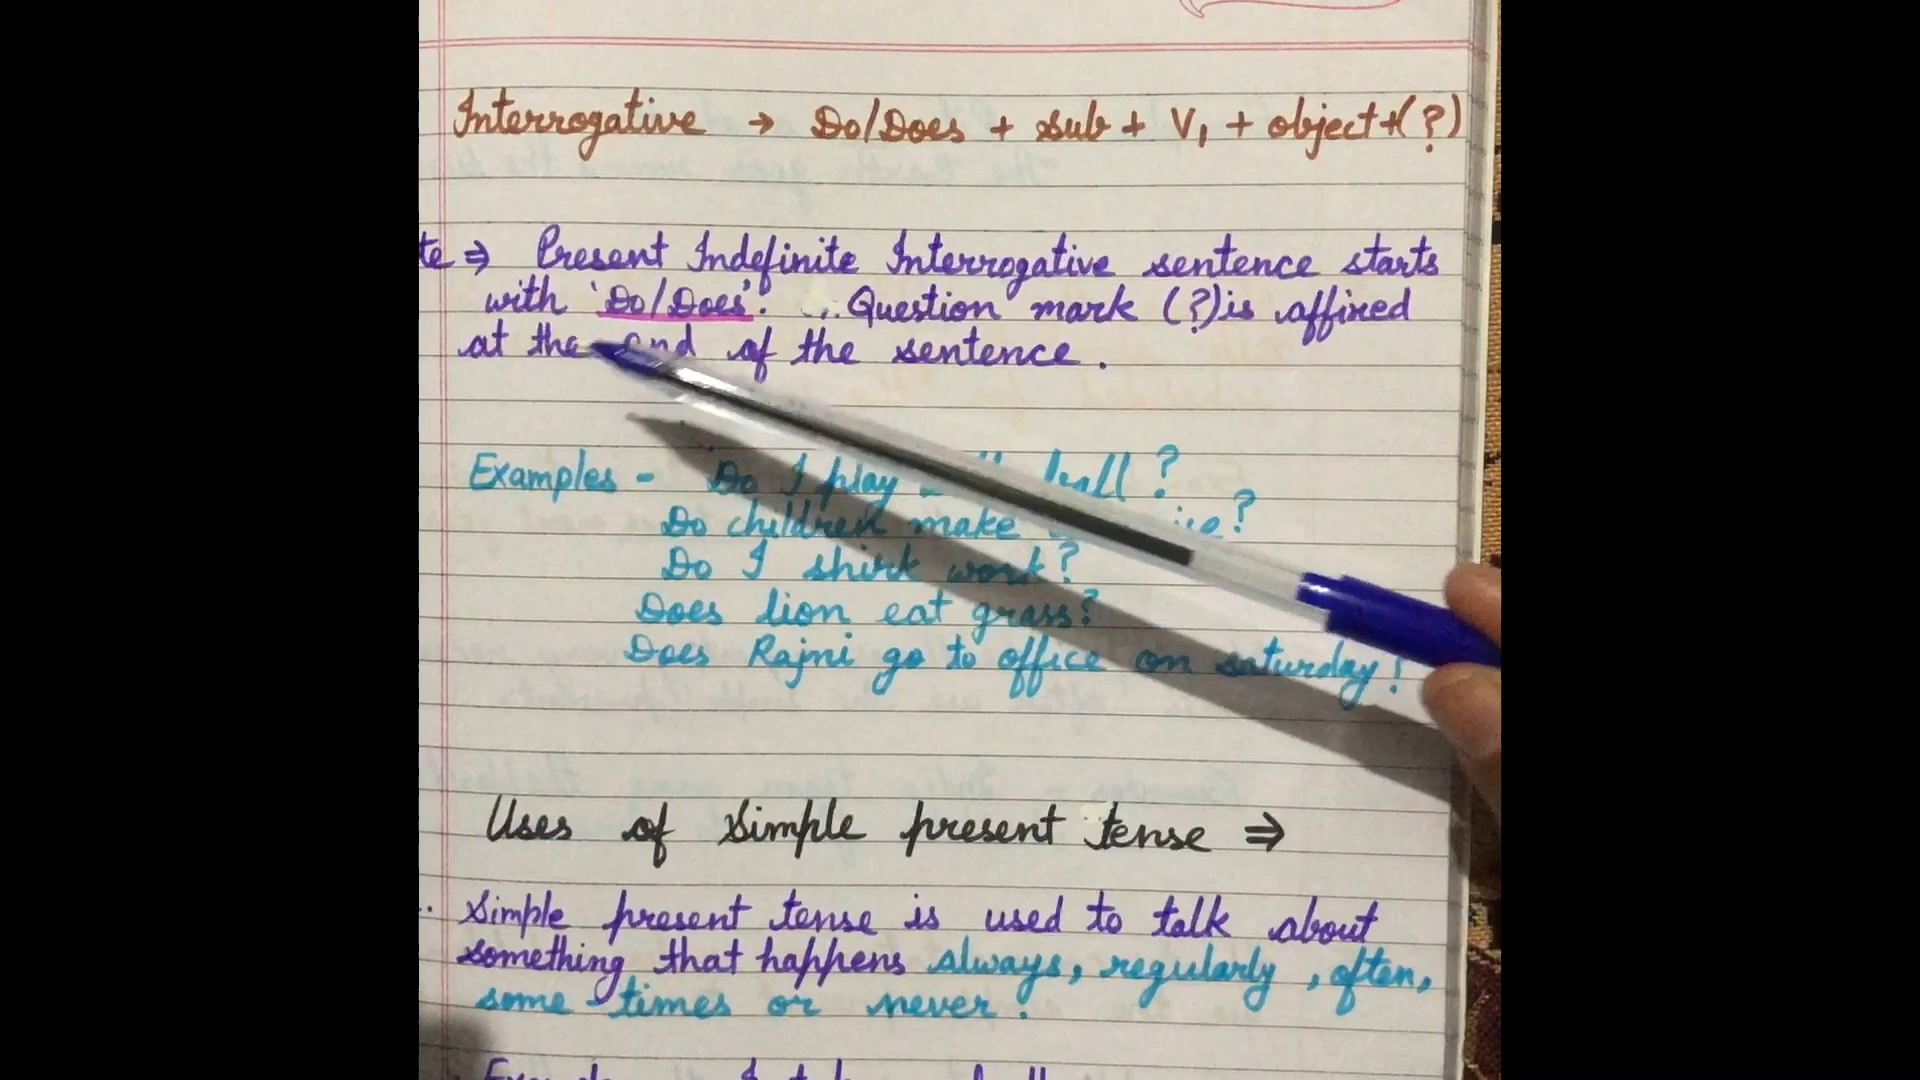 Interrogative → Do/Does + sub + V1 + object + (?)
te ⇒ Present Indefinite Interrogative sentence starts
with 'Do/Does'. Question mark (?) is affixed
at the end of the sentence.
Examples - Do I play ball?
Do children make ?
Do I shirk work?
Does lion eat grass?
Does Rajni go to office on saturday?
Uses of Simple present tense ⇒
Simple present tense is used to talk about
something that happens always, regularly, often,
some-times or never.